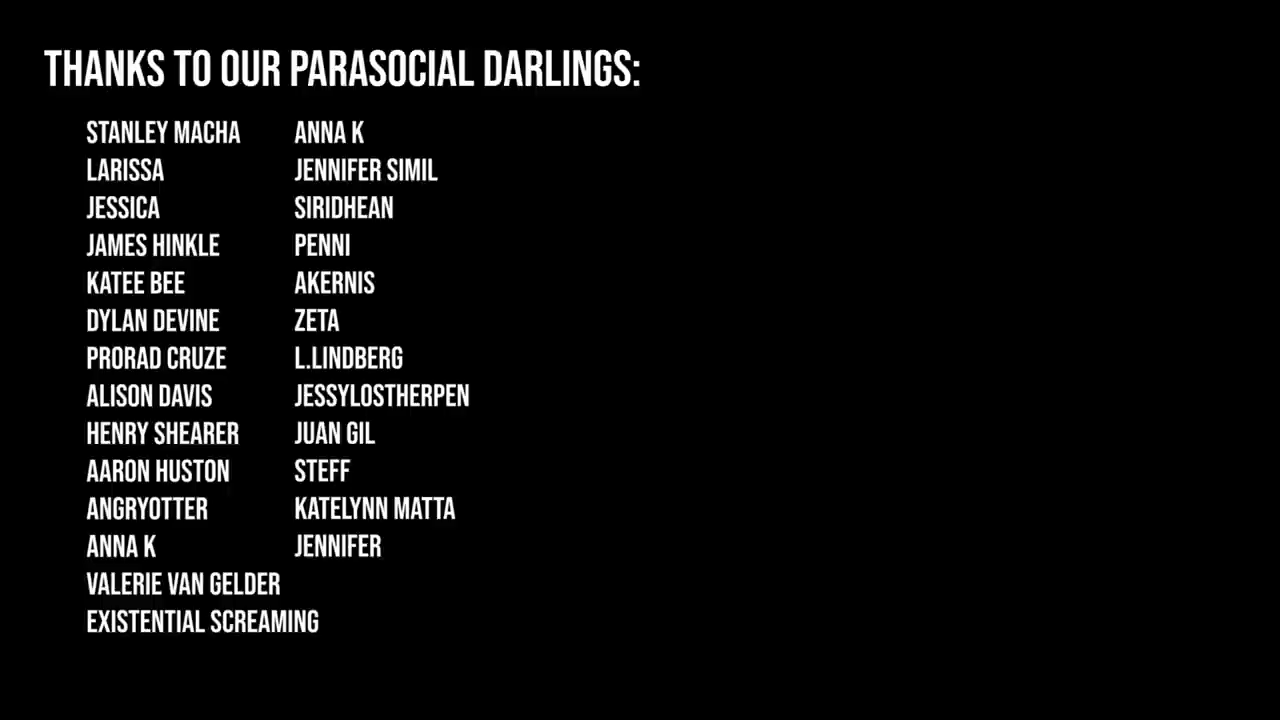 THANKS TO OUR PARASOCIAL DARLINGS:
STANLEY MACHA
LARISSA
JESSICA
JAMES HINKLE
KATEE BEE
DYLAN DEVINE
PRORAD CRUZE
ALISON DAVIS
HENRY SHEARER
AARON HUSTON
ANGRYOTTER
ANNA K
VALERIE VAN GELDER
EXISTENTIAL SCREAMING
ANNA K
JENNIFER SIMIL
SIRIDHEAN
PENNI
AKERNIS
ZETA
L.LINDBERG
JESSYLOSTHERPEN
JUAN GIL
STEFF
KATELYNN MATTA
JENNIFER